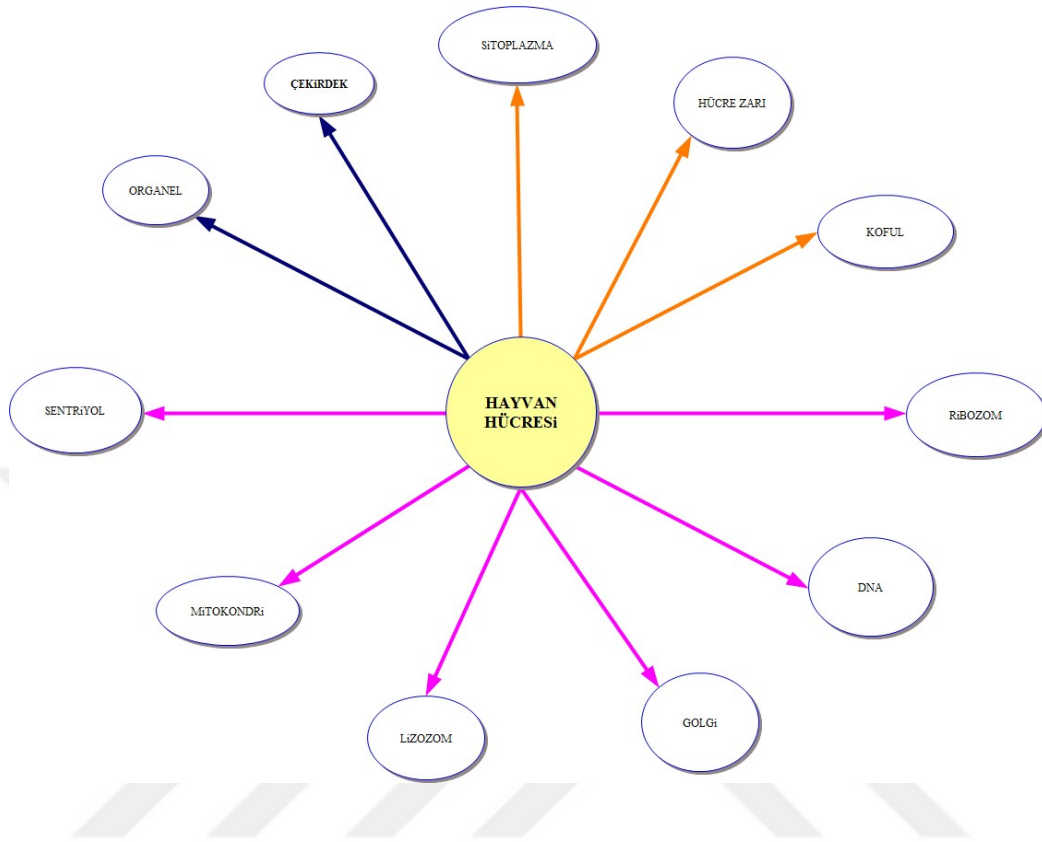 SiTOPLAZMA
ÇEKiRDEK
HÜCRE ZARI
ORGANEL
KOFUL
HAYVAN
HÜCRESi
SENTRiYOL
RiBOZOM
DNA
MiTOKONDRi
GOLGi
LiZOZOM